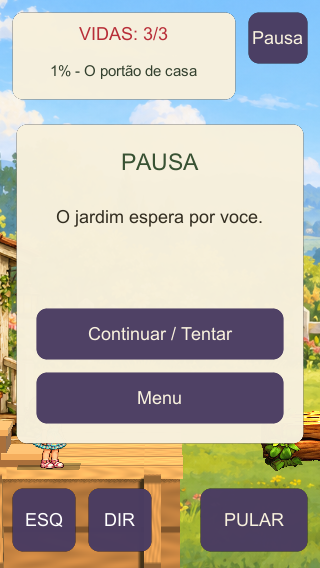 VIDAS: 3/3
Pausa
1% - O portão de casa
PAUSA
O jardim espera por voce.
Continuar / Tentar
Menu
ESQ
DIR
PULAR